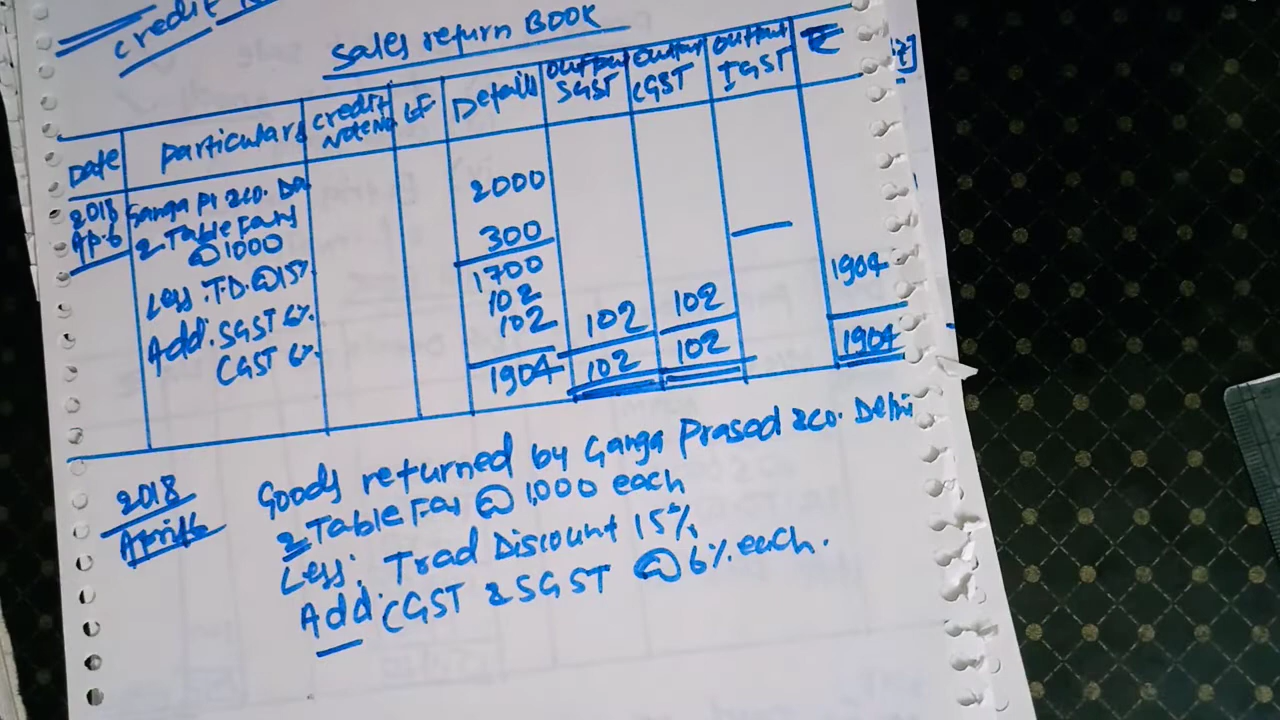 credit
Sales return BOOK
Date particulars credit Note No LF Details output SGST output CGST output IGST ₹
2018 Ganga pr &co. 2000
Ap-6 2 Table Fans 300
@1000 1700 1904
Less: T.D. @15% 102
Add: SGST 6%. 102 102 102
CGST 6%. 1904 102 102 1904
2018 Goods returned by Ganga Prasad &co. Delhi
April 6 2 Table Fan @ 1,000 each
Less: Trad Discount 15%
Add: CGST & SGST @ 6%. each.